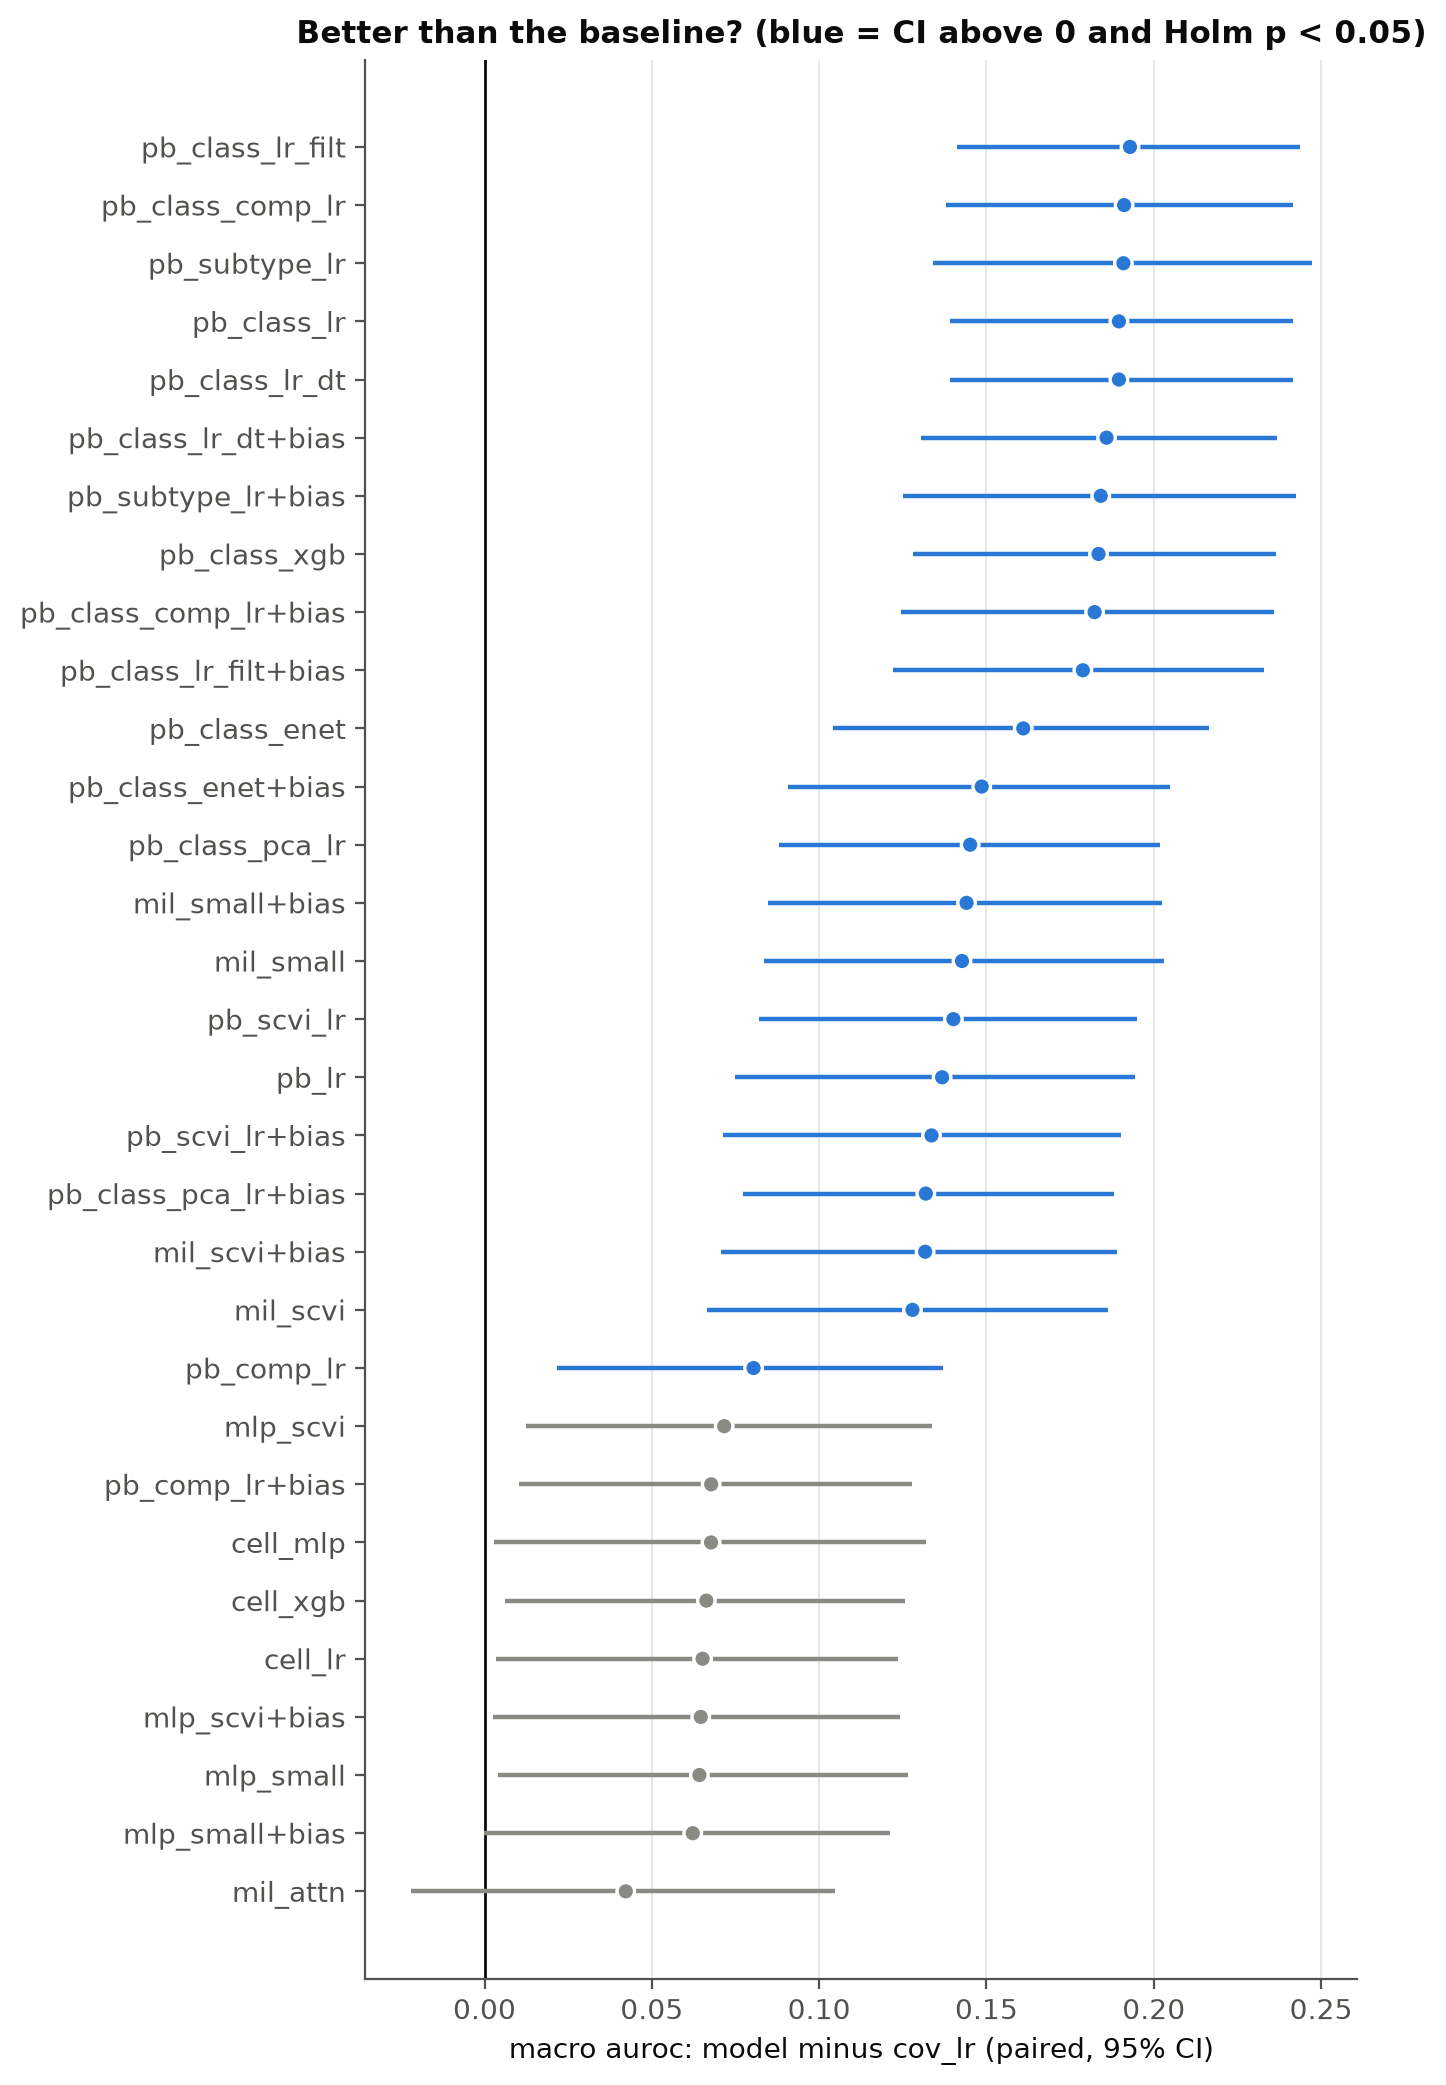 Better than the baseline? (blue = CI above 0 and Holm p < 0.05)
pb_class_lr_filt
pb_class_comp_lr
pb_subtype_lr
pb_class_lr
pb_class_lr_dt
pb_class_lr_dt+bias
pb_subtype_lr+bias
pb_class_xgb
pb_class_comp_lr+bias
pb_class_lr_filt+bias
pb_class_enet
pb_class_enet+bias
pb_class_pca_lr
mil_small+bias
mil_small
pb_scvi_lr
pb_lr
pb_scvi_lr+bias
pb_class_pca_lr+bias
mil_scvi+bias
mil_scvi
pb_comp_lr
mlp_scvi
pb_comp_lr+bias
cell_mlp
cell_xgb
cell_lr
mlp_scvi+bias
mlp_small
mlp_small+bias
mil_attn
0.00 0.05 0.10 0.15 0.20 0.25
macro auroc: model minus cov_lr (paired, 95% CI)